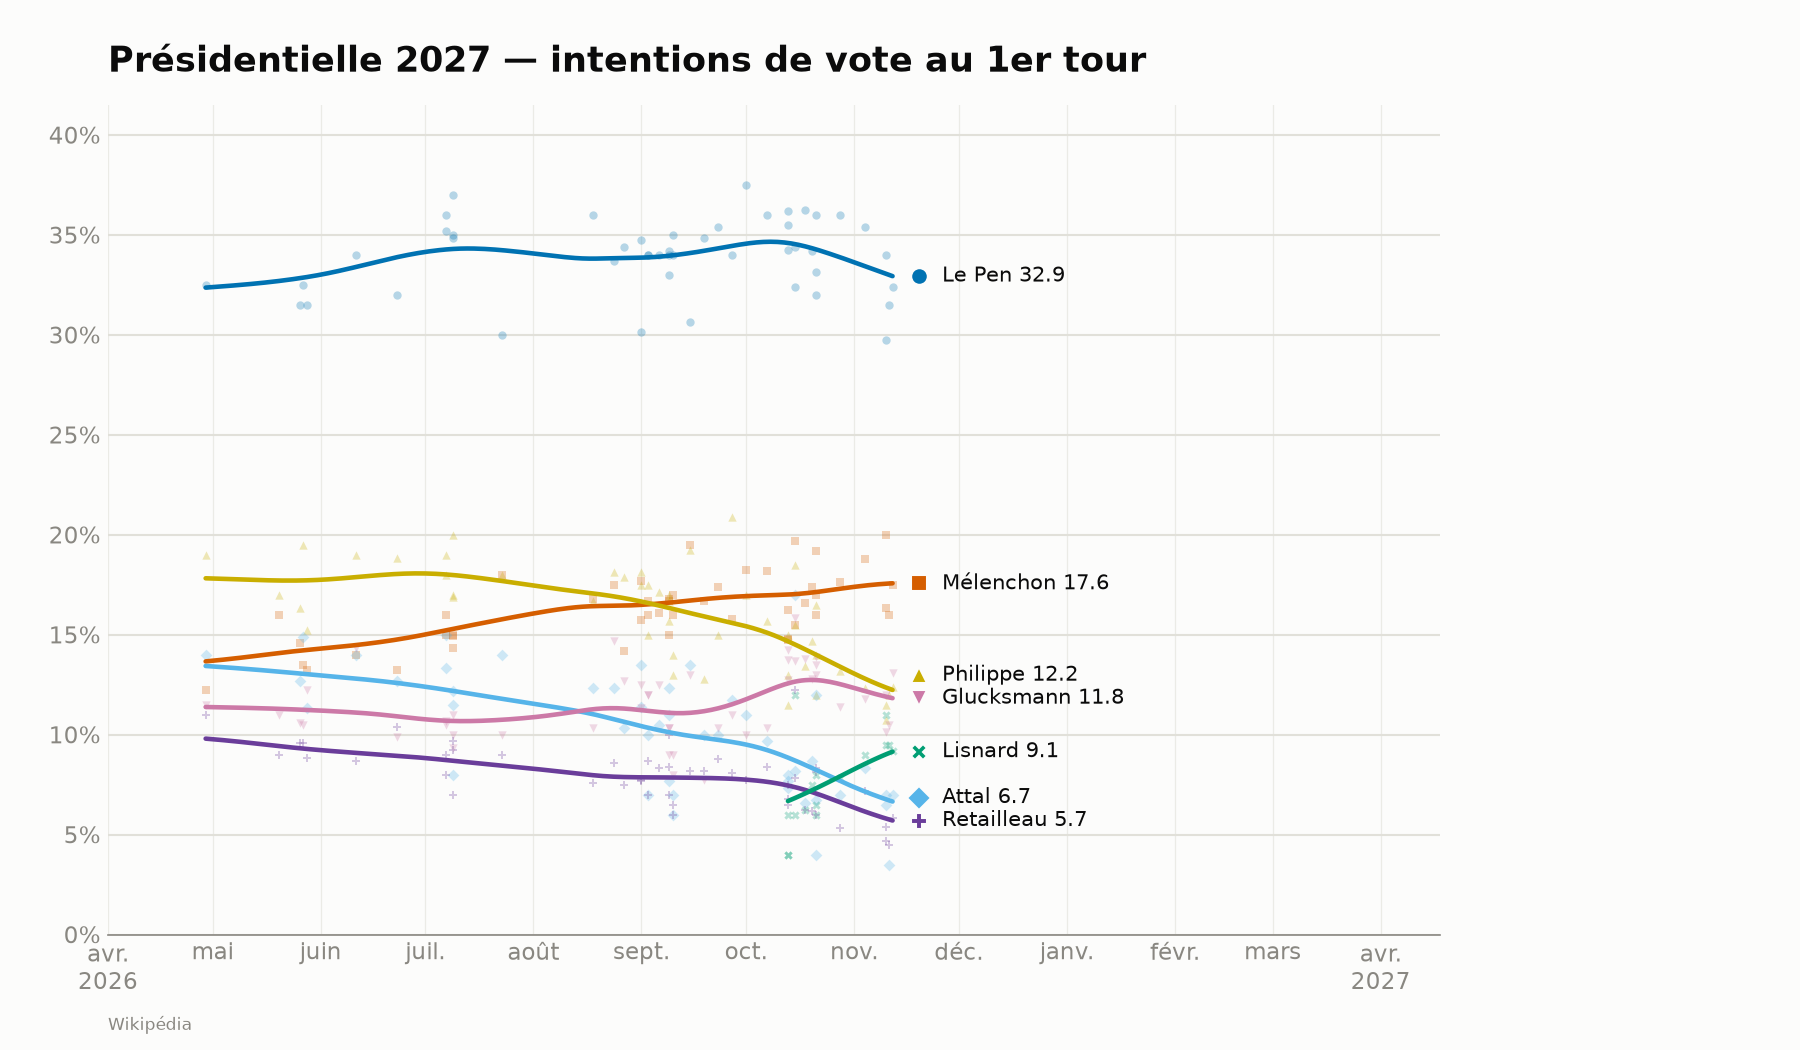 Présidentielle 2027 — intentions de vote au 1er tour
40%
35%
30%
25%
20%
15%
10%
5%
0%
Le Pen 32.9
Mélenchon 17.6
Philippe 12.2
Glucksmann 11.8
Lisnard 9.1
Attal 6.7
Retailleau 5.7
avr. mai juin juil. août sept. oct. nov. déc. janv. févr. mars avr.
2026 2027
Wikipédia